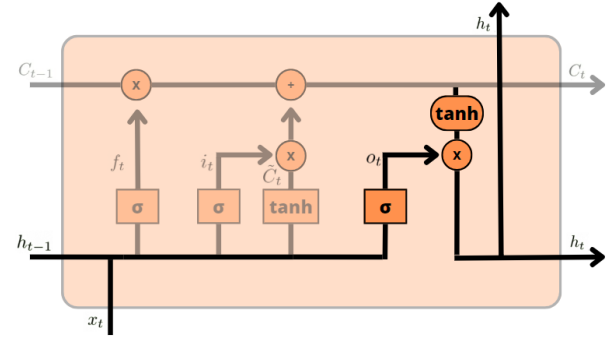 h_t
C_{t-1}
C_t
x
+
tanh
f_t
i_t
x
o_t
x
C̃_t
σ
σ
tanh
σ
h_{t-1}
h_t
x_t